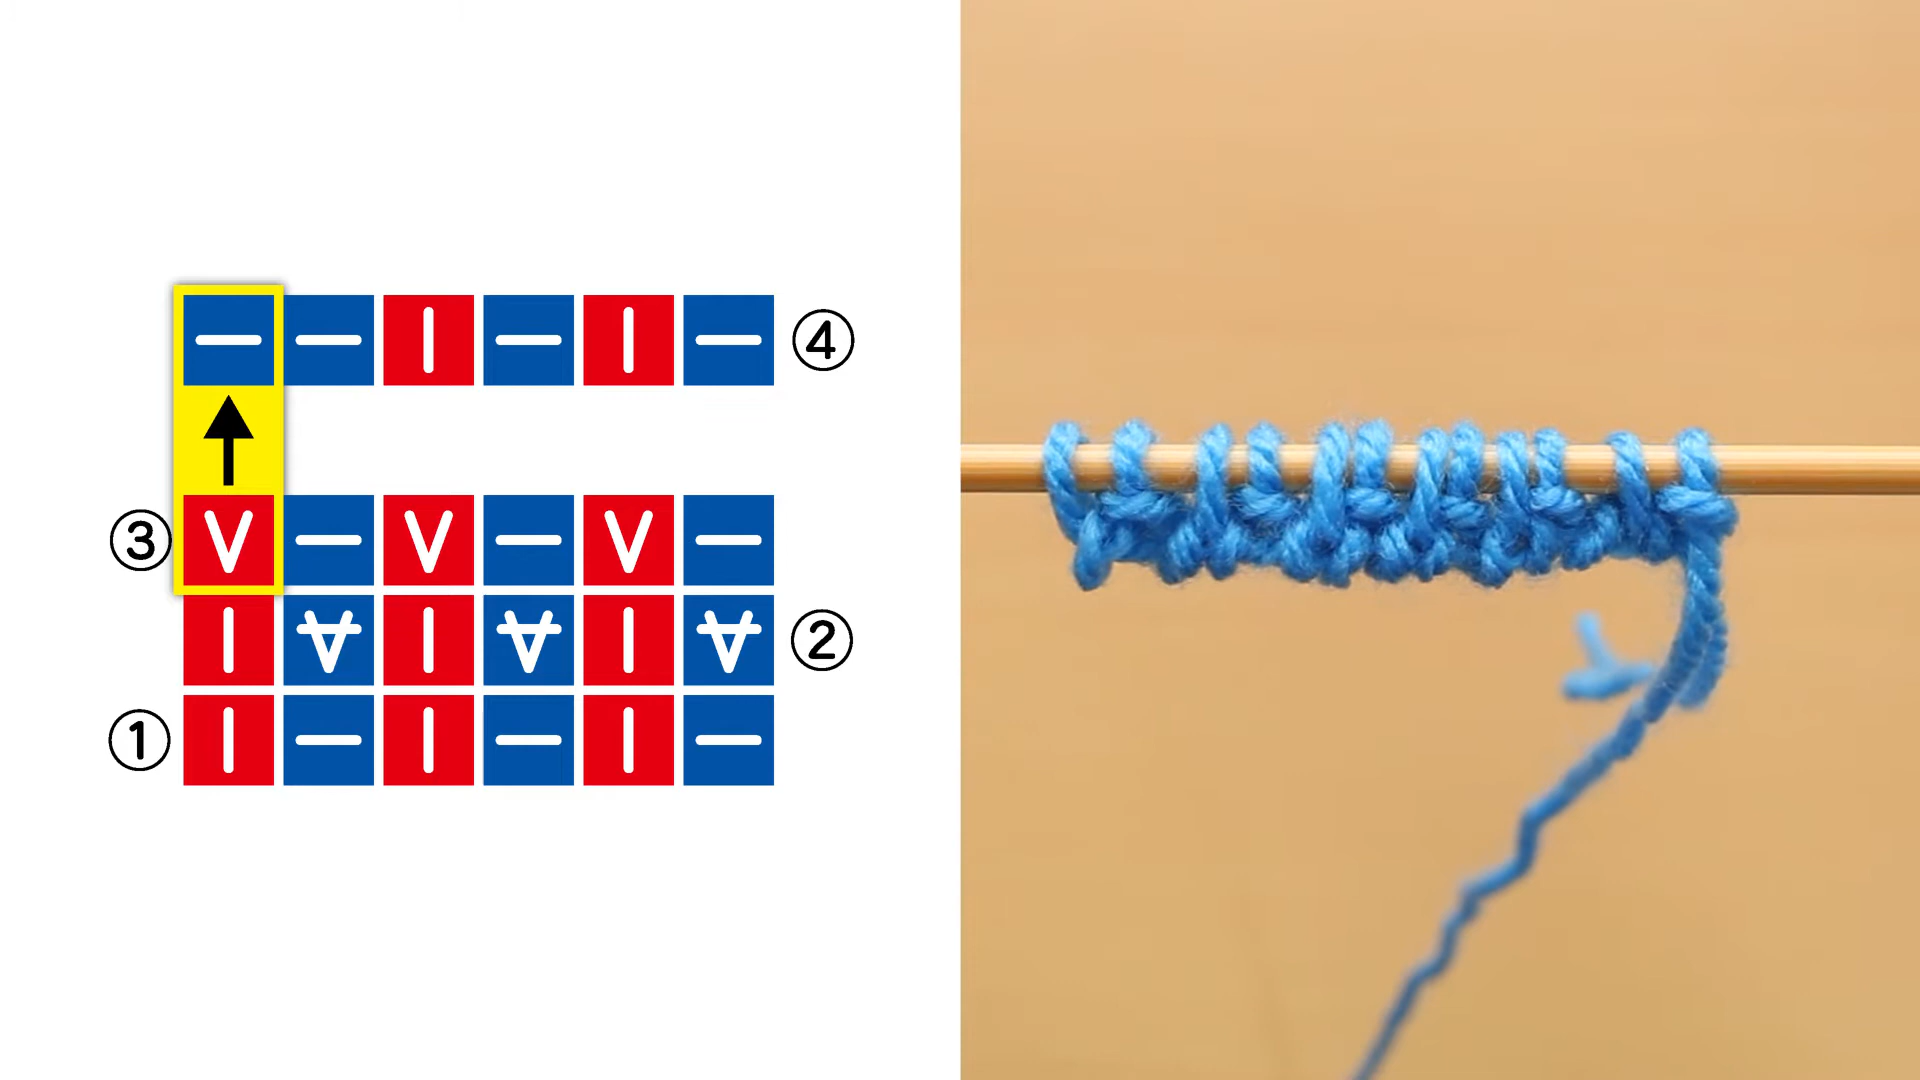 ④
③
②
①